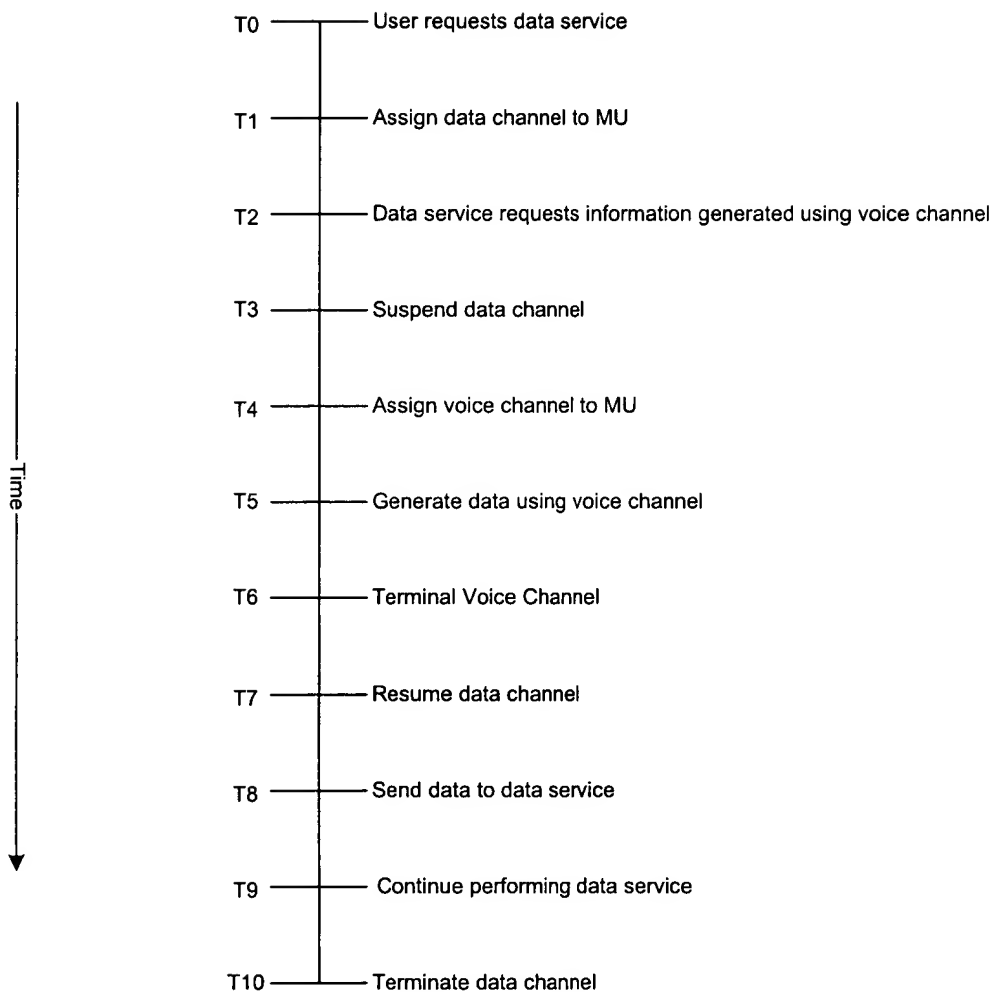 T0 User requests data service
T1 Assign data channel to MU
T2 Data service requests information generated using voice channel
T3 Suspend data channel
T4 Assign voice channel to MU
Time
T5 Generate data using voice channel
T6 Terminal Voice Channel
T7 Resume data channel
T8 Send data to data service
T9 Continue performing data service
T10 Terminate data channel